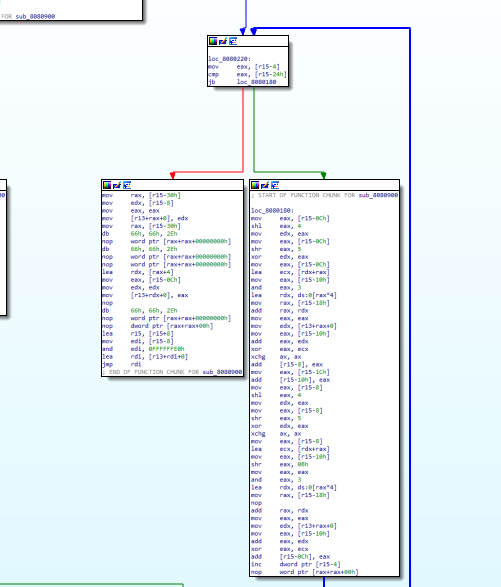 FOR sub_8080900
loc_8080220:
mov eax, [r15-4]
cmp eax, [r15-24h]
jb loc_8080180
mov rax, [r15-30h]
mov edx, [r15-8]
mov eax, eax
mov [r13+rax+0], edx
mov rax, [r15-30h]
db 66h, 66h, 2Eh
nop word ptr [rax+rax+00000000h]
db 66h, 66h, 2Eh
nop word ptr [rax+rax+00000000h]
nop word ptr [rax+rax+00000000h]
lea rdx, [rax+4]
mov eax, [r15-0Ch]
mov edx, edx
mov [r13+rdx+0], eax
nop
db 66h, 66h, 2Eh
nop word ptr [rax+rax+00000000h]
nop dword ptr [rax+rax+00h]
lea r15, [r15+8]
mov edi, [r15-8]
and edi, 0FFFFFFE0h
lea rdi, [r13+rdi+0]
jmp rdi
; END OF FUNCTION CHUNK FOR sub_8080900
; START OF FUNCTION CHUNK FOR sub_8080900
loc_8080180:
mov eax, [r15-0Ch]
shl eax, 4
mov edx, eax
mov eax, [r15-0Ch]
shr eax, 5
xor edx, eax
mov eax, [r15-0Ch]
lea ecx, [rdx+rax]
mov eax, [r15-10h]
and eax, 3
lea rdx, ds:0[rax*4]
mov rax, [r15-18h]
add rax, rdx
mov eax, eax
mov edx, [r13+rax+0]
mov eax, [r15-10h]
add eax, edx
xor eax, ecx
xchg ax, ax
add [r15-8], eax
mov eax, [r15-1Ch]
add [r15-10h], eax
mov eax, [r15-8]
shl eax, 4
mov edx, eax
mov eax, [r15-8]
shr eax, 5
xor edx, eax
xchg ax, ax
mov eax, [r15-8]
lea ecx, [rdx+rax]
mov eax, [r15-10h]
shr eax, 0Bh
mov eax, eax
and eax, 3
lea rdx, ds:0[rax*4]
mov rax, [r15-18h]
nop
add rax, rdx
mov eax, eax
mov edx, [r13+rax+0]
mov eax, [r15-10h]
add eax, edx
xor eax, ecx
add [r15-0Ch], eax
inc dword ptr [r15-4]
nop word ptr [rax+rax+00h]